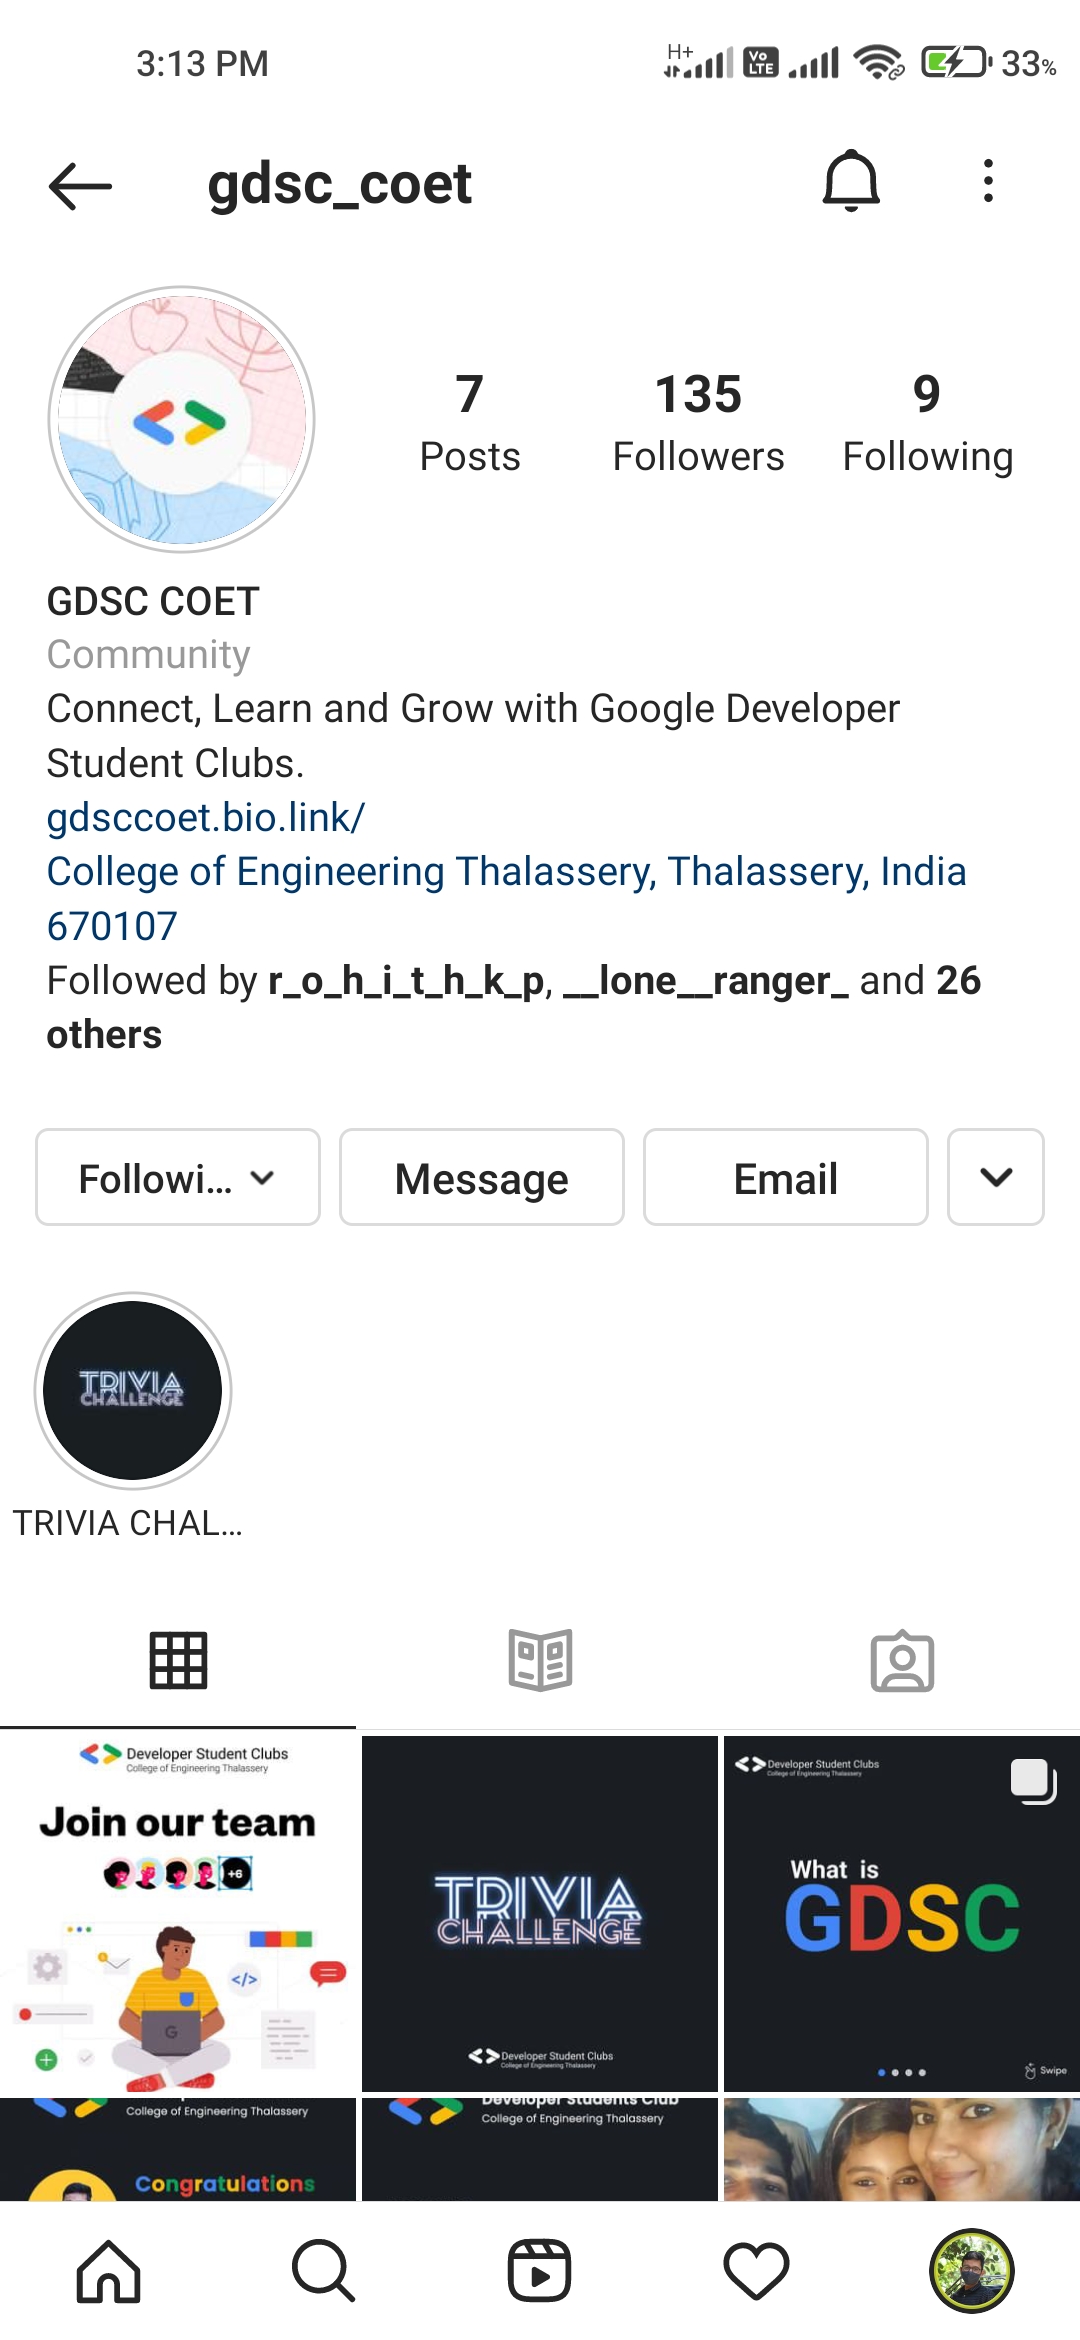 3:13 PM
H+
Vo
LTE
33%
gdsc_coet
7
135
9
Posts
Followers
Following
GDSC COET
Community
Connect, Learn and Grow with Google Developer
Student Clubs.
gdsccoet.bio.link/
College of Engineering Thalassery, Thalassery, India
670107
Followed by r_o_h_i_t_h_k_p, __lone__ranger_ and 26
others
Followi...
Message
Email
TRIVIA
CHALLENGE
TRIVIA CHAL...
Developer Student Clubs
College of Engineering Thalassery
Join our team
+6
</>
G
TRIVIA
CHALLENGE
Developer Student Clubs
College of Engineering Thalassery
Developer Student Clubs
College of Engineering Thalassery
What is
GDSC
Swipe
College of Engineering Thalassery
Congratulations
Developer Students Club
College of Engineering Thalassery